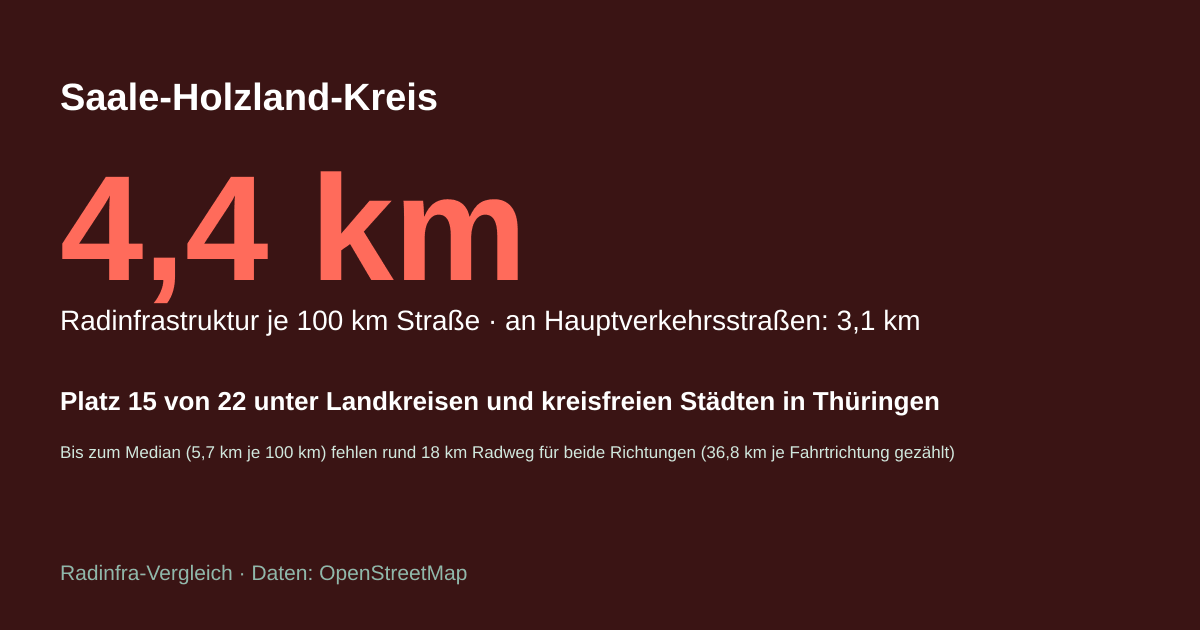 Saale-Holzland-Kreis
4,4 km
Radinfrastruktur je 100 km Straße · an Hauptverkehrsstraßen: 3,1 km
Platz 15 von 22 unter Landkreisen und kreisfreien Städten in Thüringen
Bis zum Median (5,7 km je 100 km) fehlen rund 18 km Radweg für beide Richtungen (36,8 km je Fahrtrichtung gezählt)
Radinfra-Vergleich · Daten: OpenStreetMap